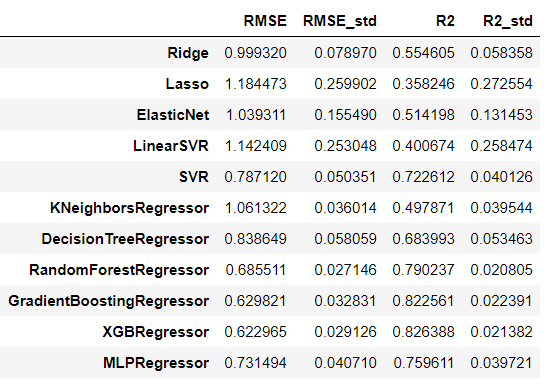 RMSE RMSE_std R2 R2_std
Ridge 0.999320 0.078970 0.554605 0.058358
Lasso 1.184473 0.259902 0.358246 0.272554
ElasticNet 1.039311 0.155490 0.514198 0.131453
LinearSVR 1.142409 0.253048 0.400674 0.258474
SVR 0.787120 0.050351 0.722612 0.040126
KNeighborsRegressor 1.061322 0.036014 0.497871 0.039544
DecisionTreeRegressor 0.838649 0.058059 0.683993 0.053463
RandomForestRegressor 0.685511 0.027146 0.790237 0.020805
GradientBoostingRegressor 0.629821 0.032831 0.822561 0.022391
XGBRegressor 0.622965 0.029126 0.826388 0.021382
MLPRegressor 0.731494 0.040710 0.759611 0.039721